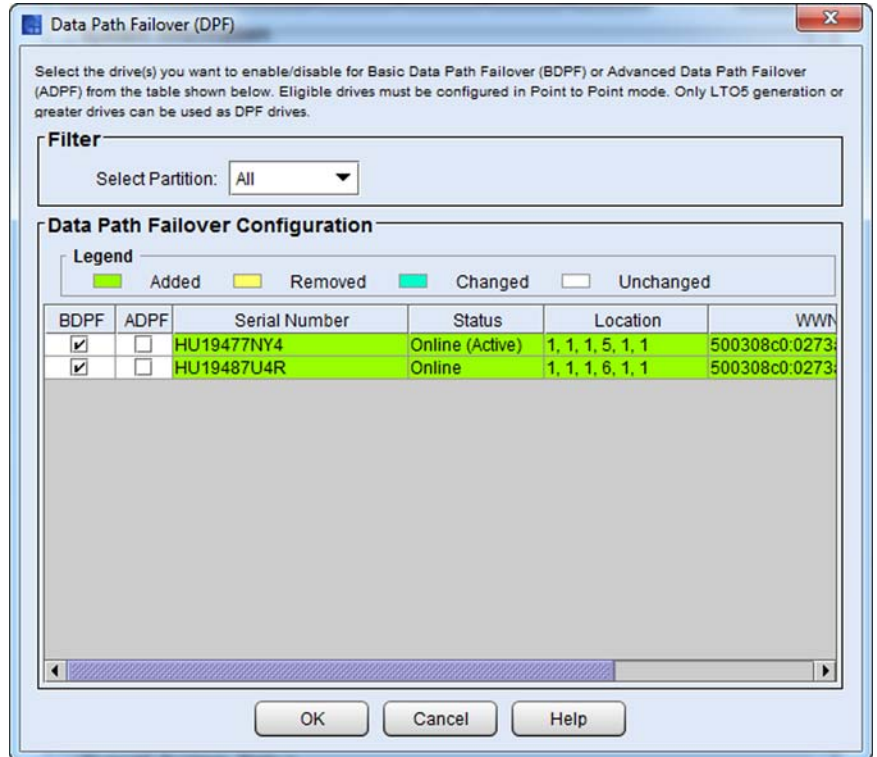 Data Path Failover (DPF)
Select the drive(s) you want to enable/disable for Basic Data Path Failover (BDPF) or Advanced Data Path Failover
(ADPF) from the table shown below. Eligible drives must be configured in Point to Point mode. Only LTO5 generation or
greater drives can be used as DPF drives.
Filter
Select Partition: All
Data Path Failover Configuration
Legend
Added Removed Changed Unchanged
BDPF ADPF Serial Number Status Location WWN
HU19477NY4 Online (Active) 1, 1, 1, 5, 1, 1 500308c0:0273
HU19487U4R Online 1, 1, 1, 6, 1, 1 500308c0:0273
OK Cancel Help